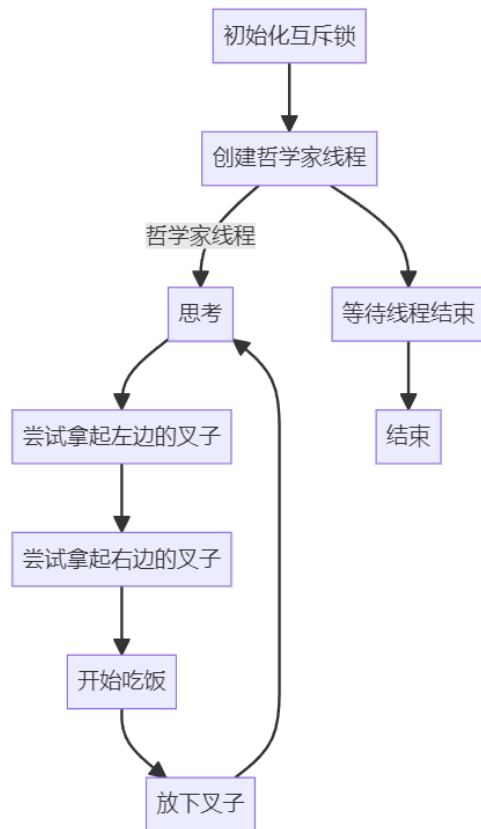 初始化互斥锁
创建哲学家线程
哲学家线程
思考
等待线程结束
尝试拿起左边的叉子
结束
尝试拿起右边的叉子
开始吃饭
放下叉子